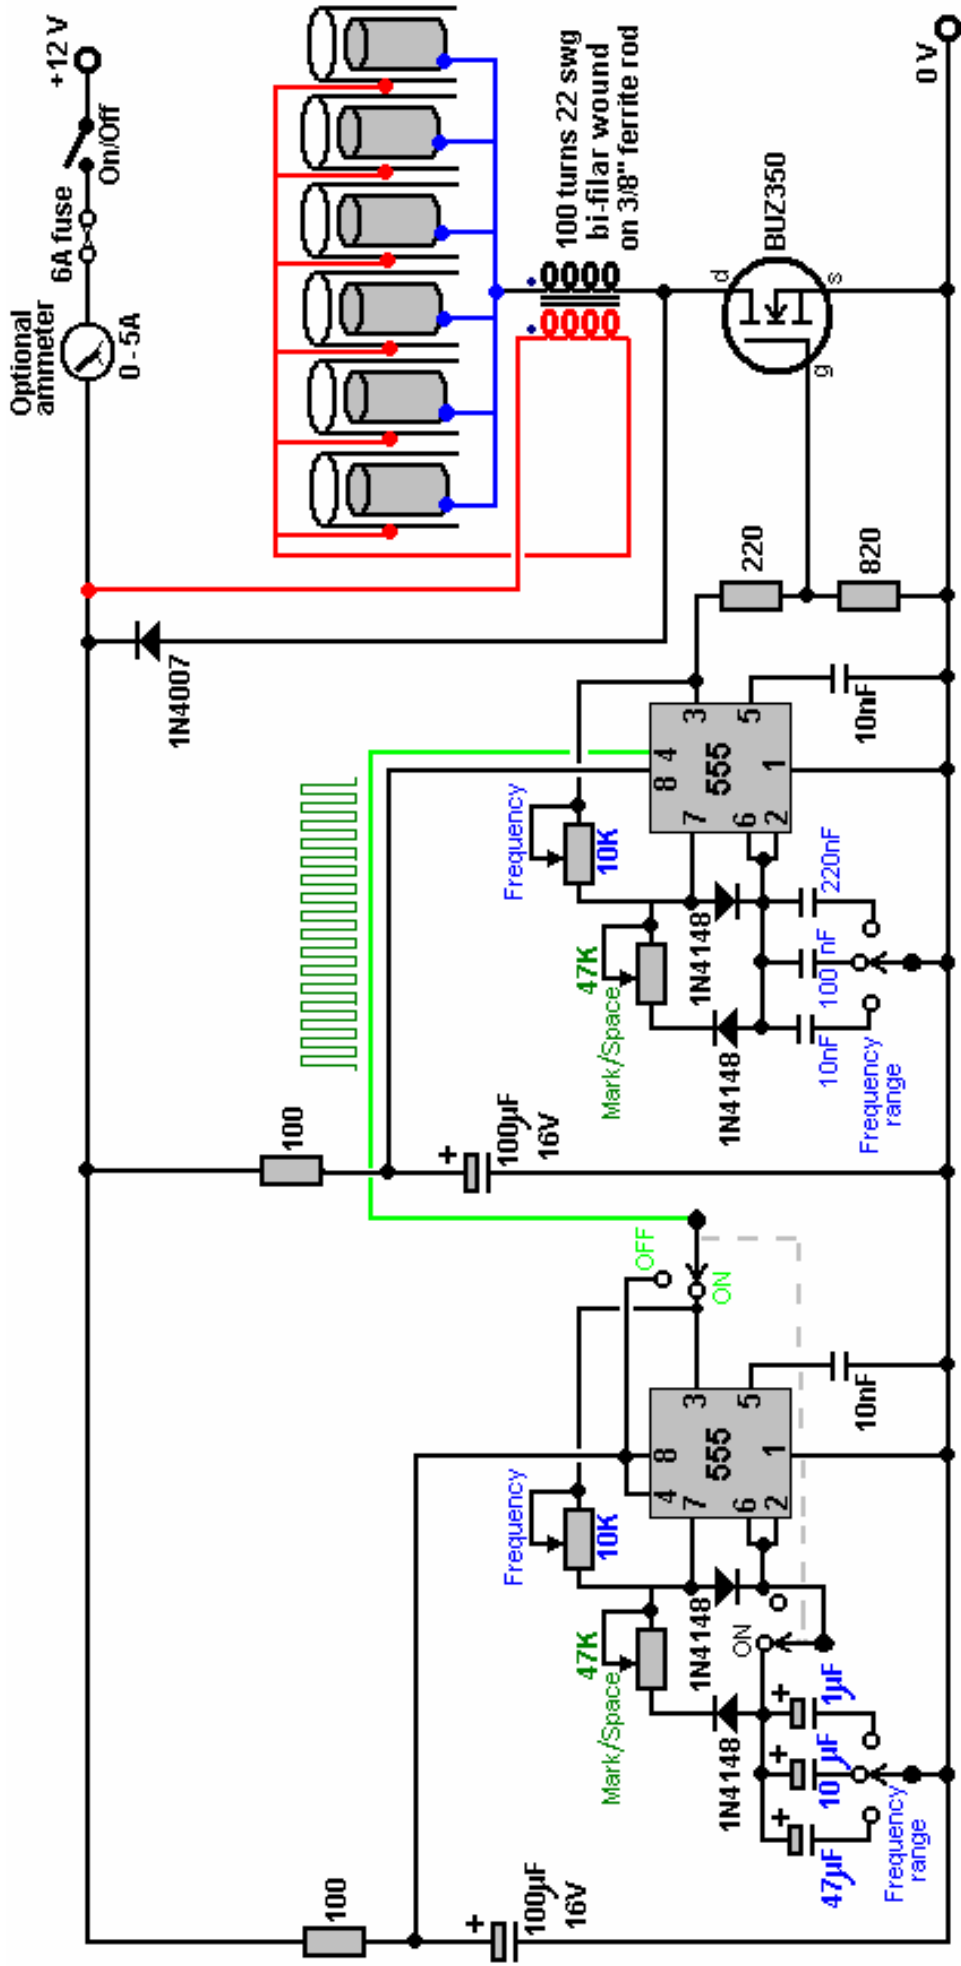 Optional
ammeter
0 - 5A
6A fuse
On/Off
+12 V
1N4007
100
100µF
16V
+
Frequency
10K
47K
Mark/Space
1N4148
1N4148
ON
47µF
10 µF
1µF
+
+
+
Frequency
range
4
8
7
3
6
2
5
1
555
10nF
OFF
ON
100
100µF
16V
+
Frequency
10K
47K
Mark/Space
1N4148
1N4148
10nF
100 nF
220nF
Frequency
range
8
4
7
3
6
2
5
1
555
10nF
220
820
100 turns 22 swg
bi-filar wound
on 3/8" ferrite rod
d
g
s
BUZ350
0 V